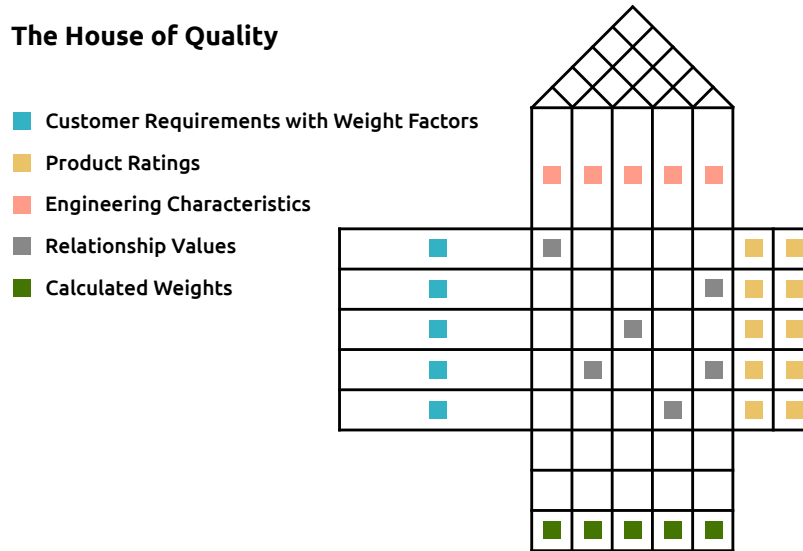 The House of Quality
Customer Requirements with Weight Factors
Product Ratings
Engineering Characteristics
Relationship Values
Calculated Weights